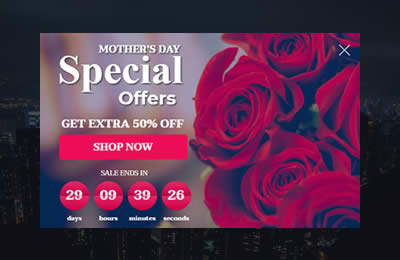 MOTHER'S DAY
Special
Offers
GET EXTRA 50% OFF
SHOP NOW
SALE ENDS IN
29 09 39 26
days hours minutes seconds